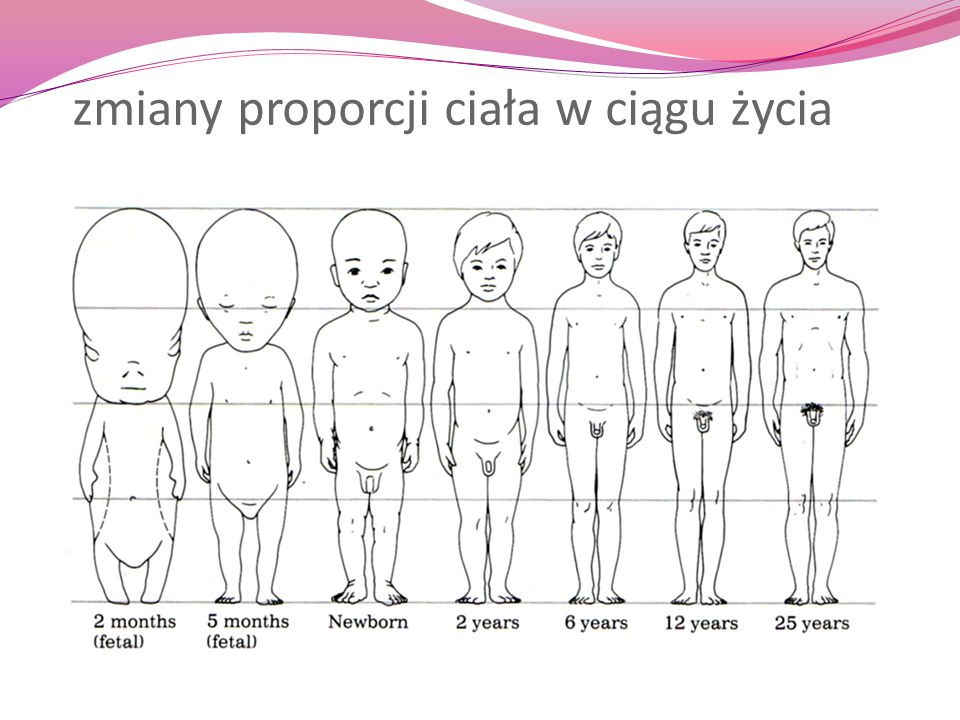 zmiany proporcji ciała w ciągu życia
2 months 5 months Newborn 2 years 6 years 12 years 25 years
(fetal) (fetal)